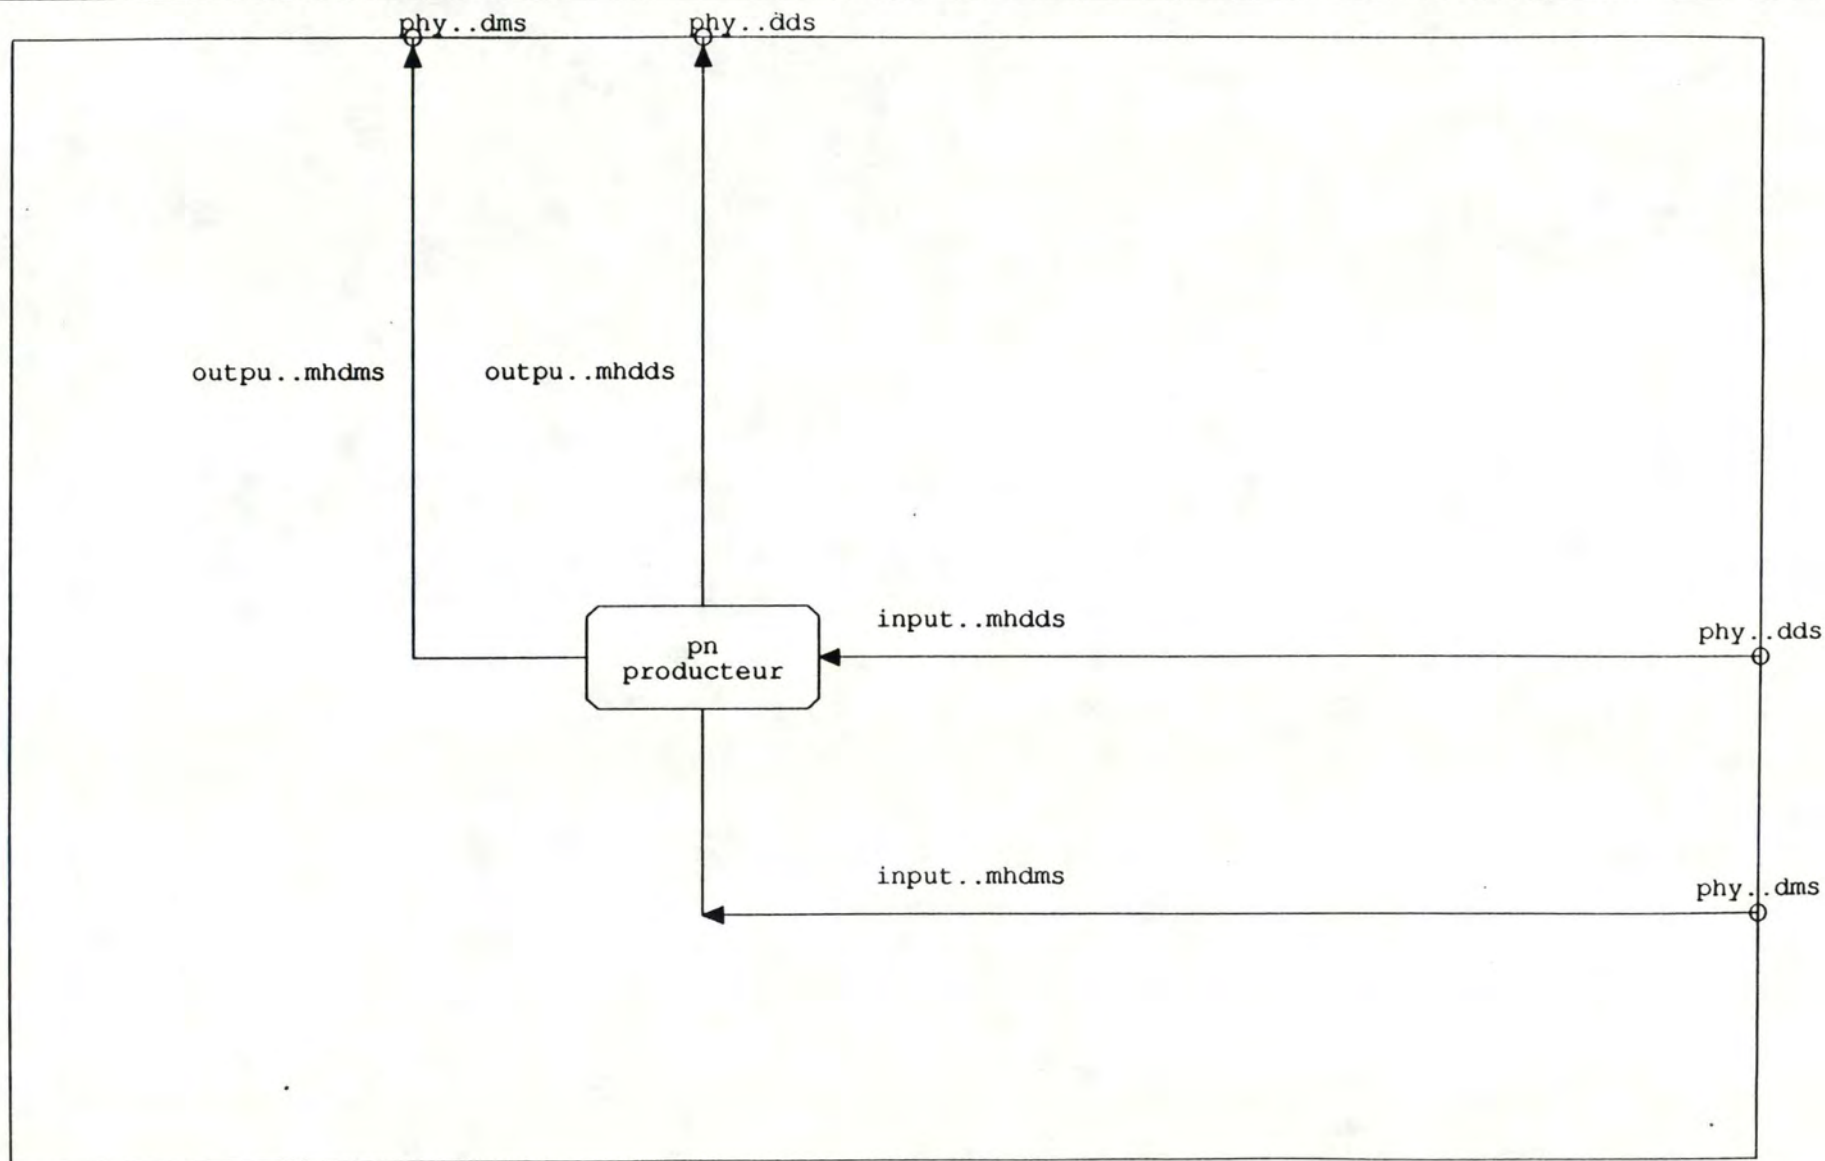 phy..dms
phy..dds
outpu..mhdms
outpu..mhdds
input..mhdds
phy..dds
pn
producteur
input..mhdms
phy..dms